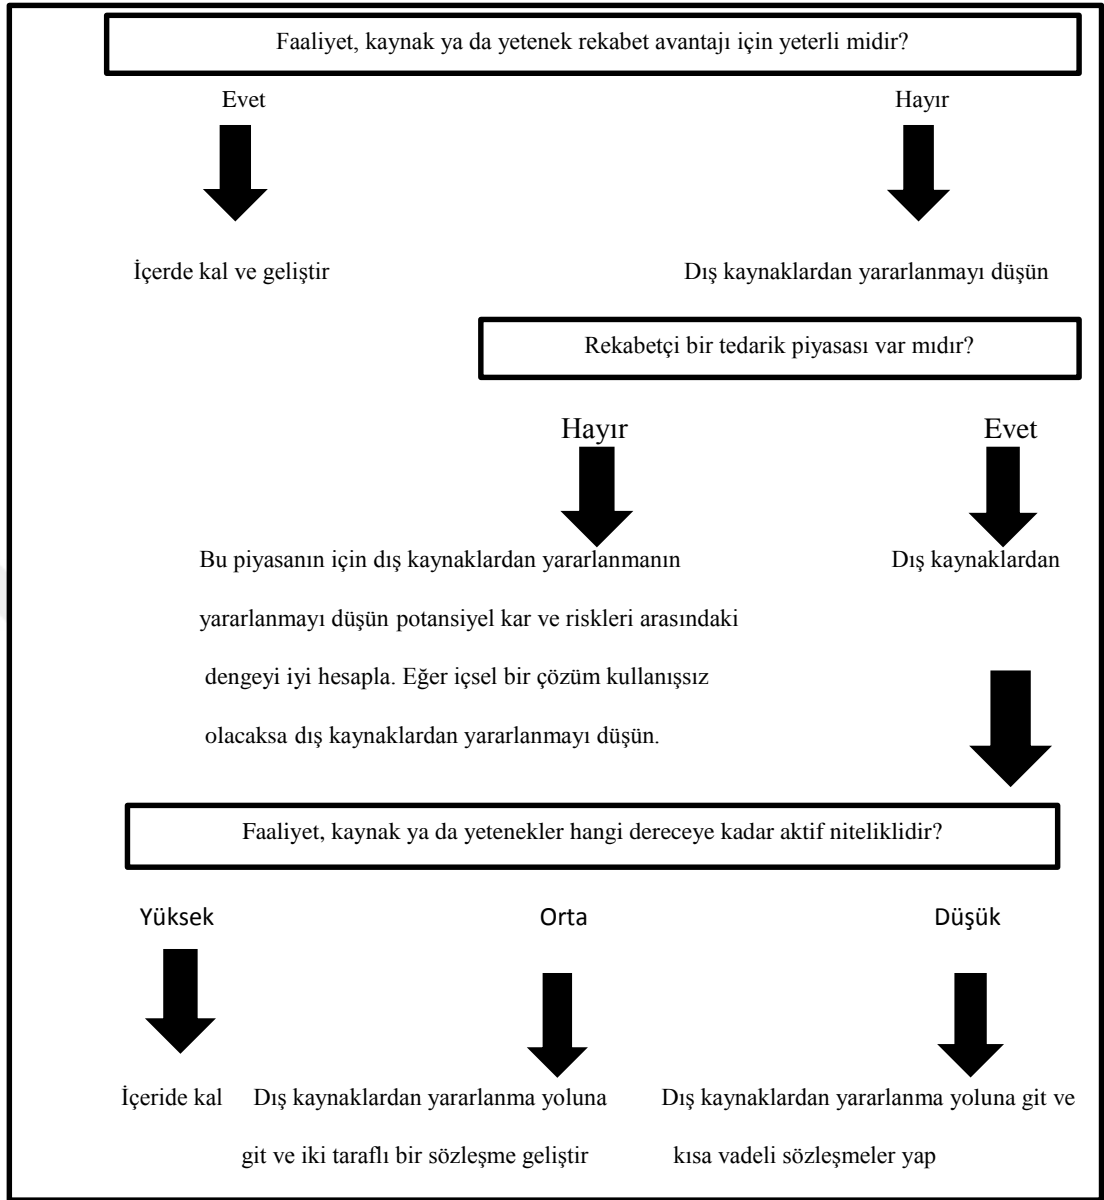 Faaliyet, kaynak ya da yetenek rekabet avantajı için yeterli midir?
Evet
Hayır
İçerde kal ve geliştir
Dış kaynaklardan yararlanmayı düşün
Rekabetçi bir tedarik piyasası var mıdır?
Hayır
Evet
Bu piyasanın için dış kaynaklardan yararlanmanın
Dış kaynaklardan
yararlanmayı düşün potansiyel kar ve riskleri arasındaki
dengeyi iyi hesapla. Eğer içsel bir çözüm kullanışsız
olacaksa dış kaynaklardan yararlanmayı düşün.
Faaliyet, kaynak ya da yetenekler hangi dereceye kadar aktif niteliklidir?
Yüksek
Orta
Düşük
İçeride kal
Dış kaynaklardan yararlanma yoluna
git ve iki taraflı bir sözleşme geliştir
Dış kaynaklardan yararlanma yoluna git ve
kısa vadeli sözleşmeler yap